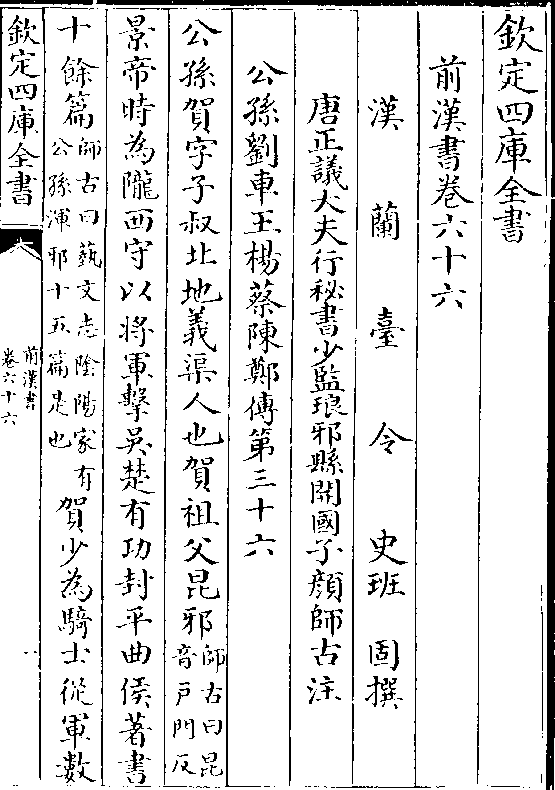 欽定四庫全書
前漢書卷六十六
漢蘭臺令史班固撰
唐正議大夫行秘書少監琅邪縣開國子顔師古注
公孫劉車王楊蔡陳鄭傳第三十六
公孫賀字子叔北地義渠人也賀祖父昆邪師古曰昆音戸門反
景帝時為隴西守以將軍擊吳楚有功封平曲侯著書
十餘篇師古曰藝文志隂陽家有公孫渾邪十五篇是也賀少為騎士從軍數
欽定四庫全書
前漢書
卷六十六
一